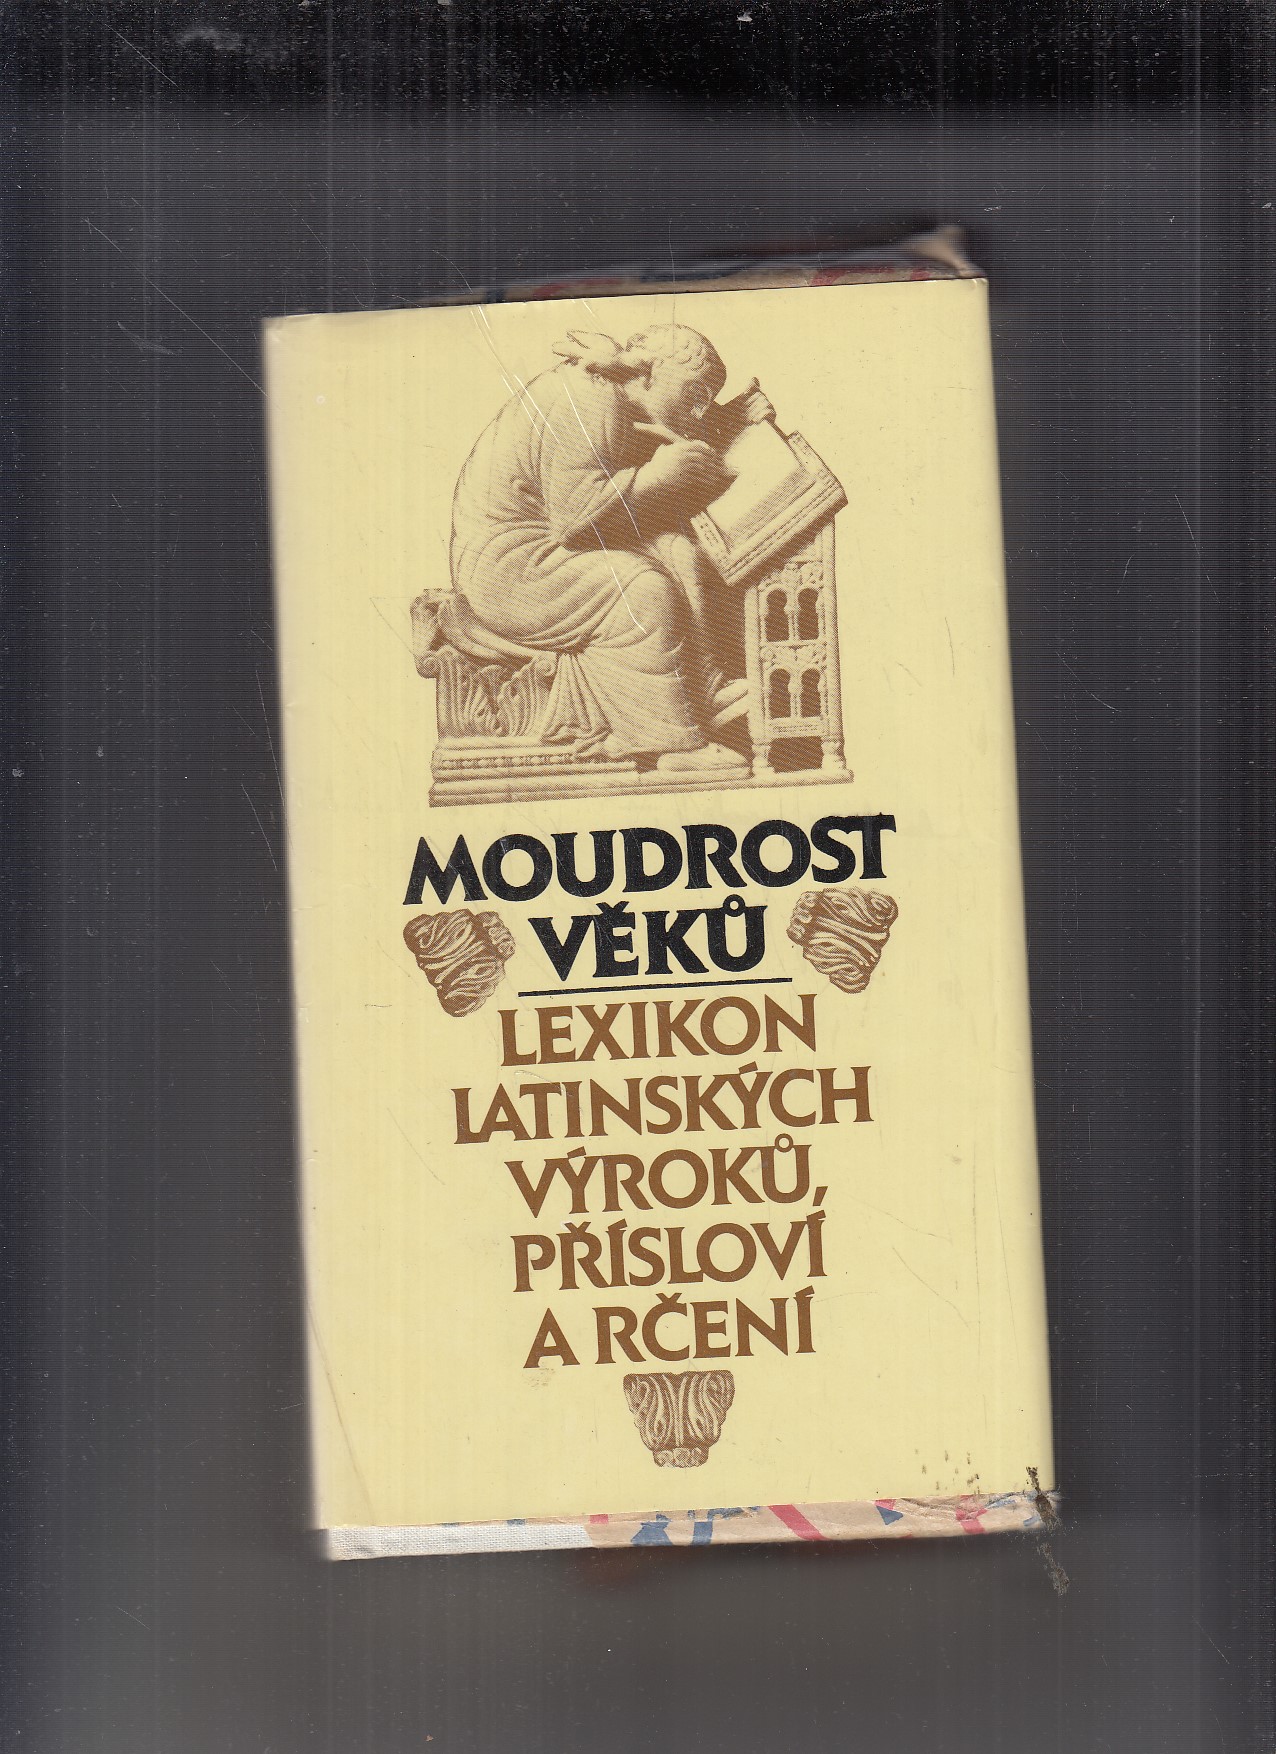 MOUDROST
VĚKŮ
LEXIKON
LATINSKÝCH
VÝROKŮ,
PŘÍSLOVÍ
A RČENÍ